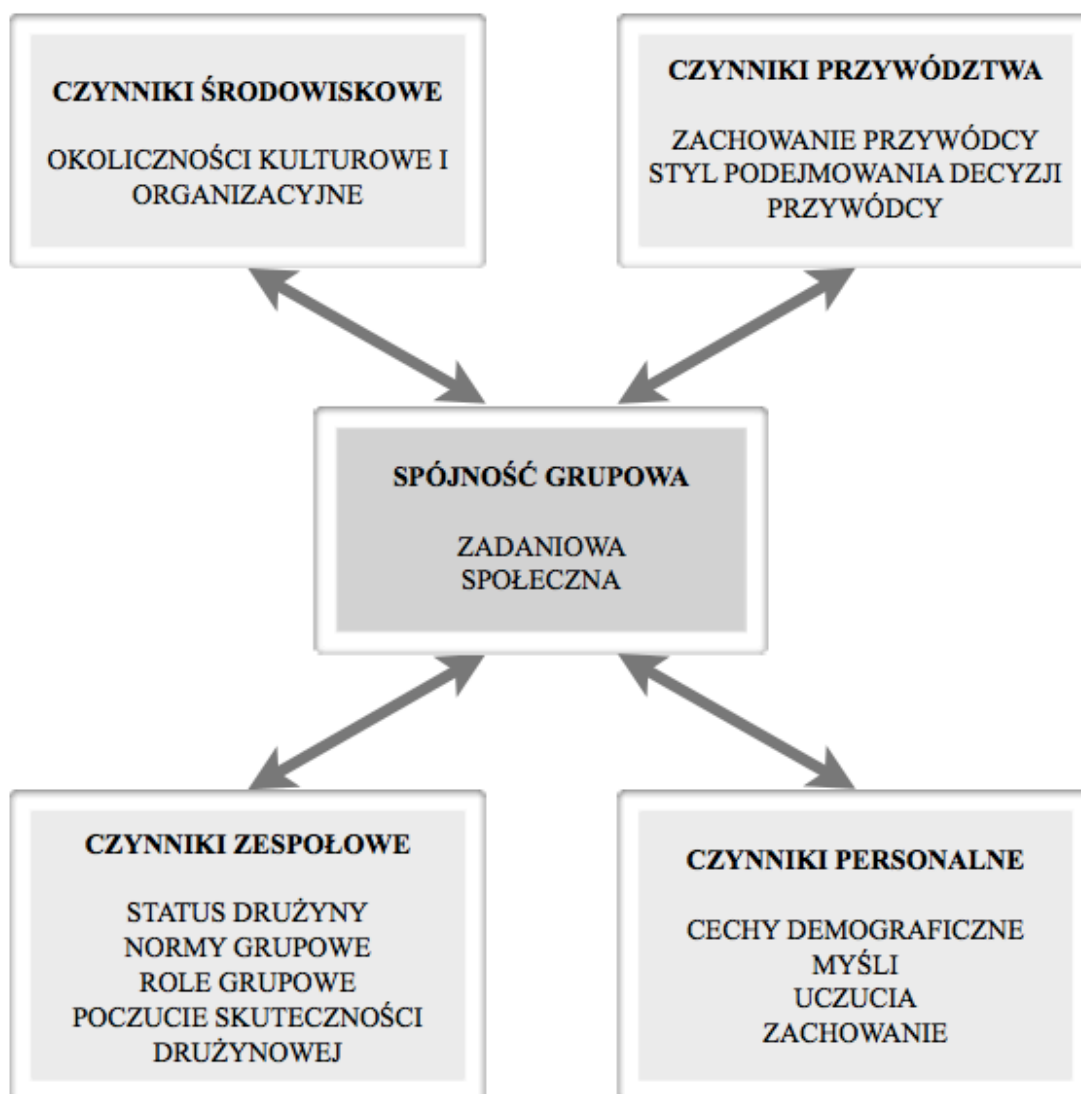 CZYNNIKI ŚRODOWISKOWE
OKOLICZNOŚCI KULTUROWE I
ORGANIZACYJNE
CZYNNIKI PRZYWÓDZTWA
ZACHOWANIE PRZYWÓDCY
STYL PODEJMOWANIA DECYZJI
PRZYWÓDCY
SPÓJNOŚĆ GRUPOWA
ZADANIOWA
SPOŁECZNA
CZYNNIKI ZESPOŁOWE
STATUS DRUŻYNY
NORMY GRUPOWE
ROLE GRUPOWE
POCZUCIE SKUTECZNOŚCI
DRUŻYNOWEJ
CZYNNIKI PERSONALNE
CECHY DEMOGRAFICZNE
MYŚLI
UCZUCIA
ZACHOWANIE